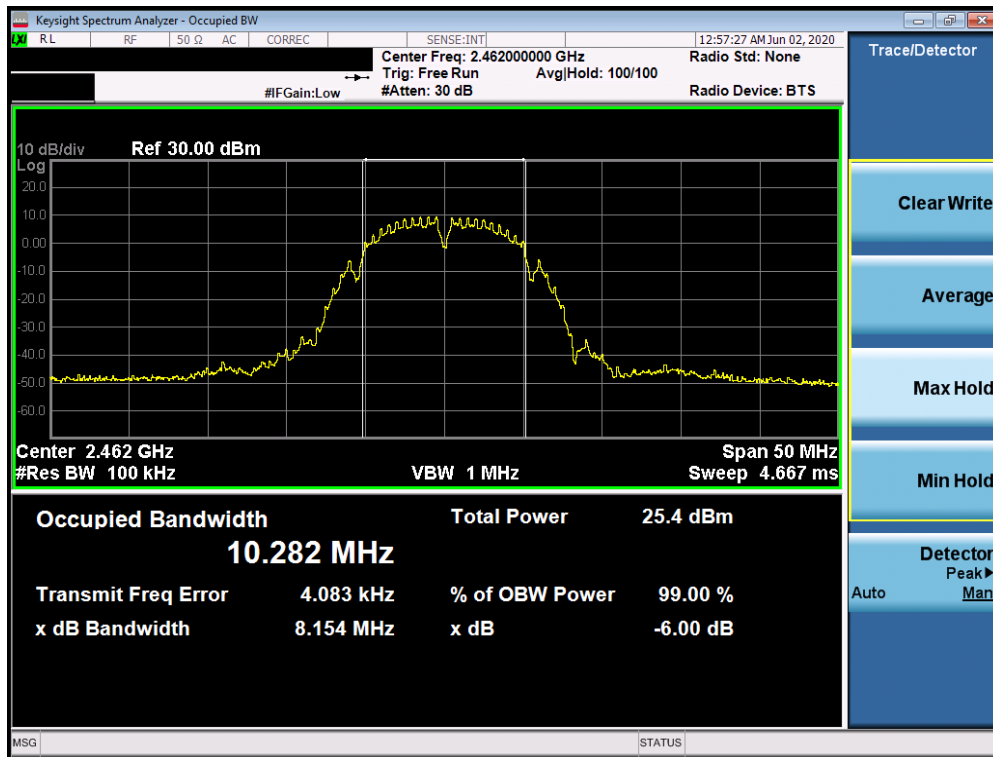 Keysight Spectrum Analyzer - Occupied BW
LXI RL RF 50 Ω AC CORREC SENSE:INT 12:57:27 AM Jun 02, 2020
Center Freq: 2.462000000 GHz Radio Std: None
Trig: Free Run Avg|Hold: 100/100
#IFGain:Low #Atten: 30 dB Radio Device: BTS
10 dB/div Ref 30.00 dBm
Log
20.0
10.0
0.00
-10.0
-20.0
-30.0
-40.0
-50.0
-60.0
Center 2.462 GHz Span 50 MHz
#Res BW 100 kHz VBW 1 MHz Sweep 4.667 ms
Occupied Bandwidth Total Power 25.4 dBm
10.282 MHz
Transmit Freq Error 4.083 kHz % of OBW Power 99.00 %
x dB Bandwidth 8.154 MHz x dB -6.00 dB
MSG STATUS
Trace/Detector
Clear Write
Average
Max Hold
Min Hold
Detector
Peak▶
Auto Man